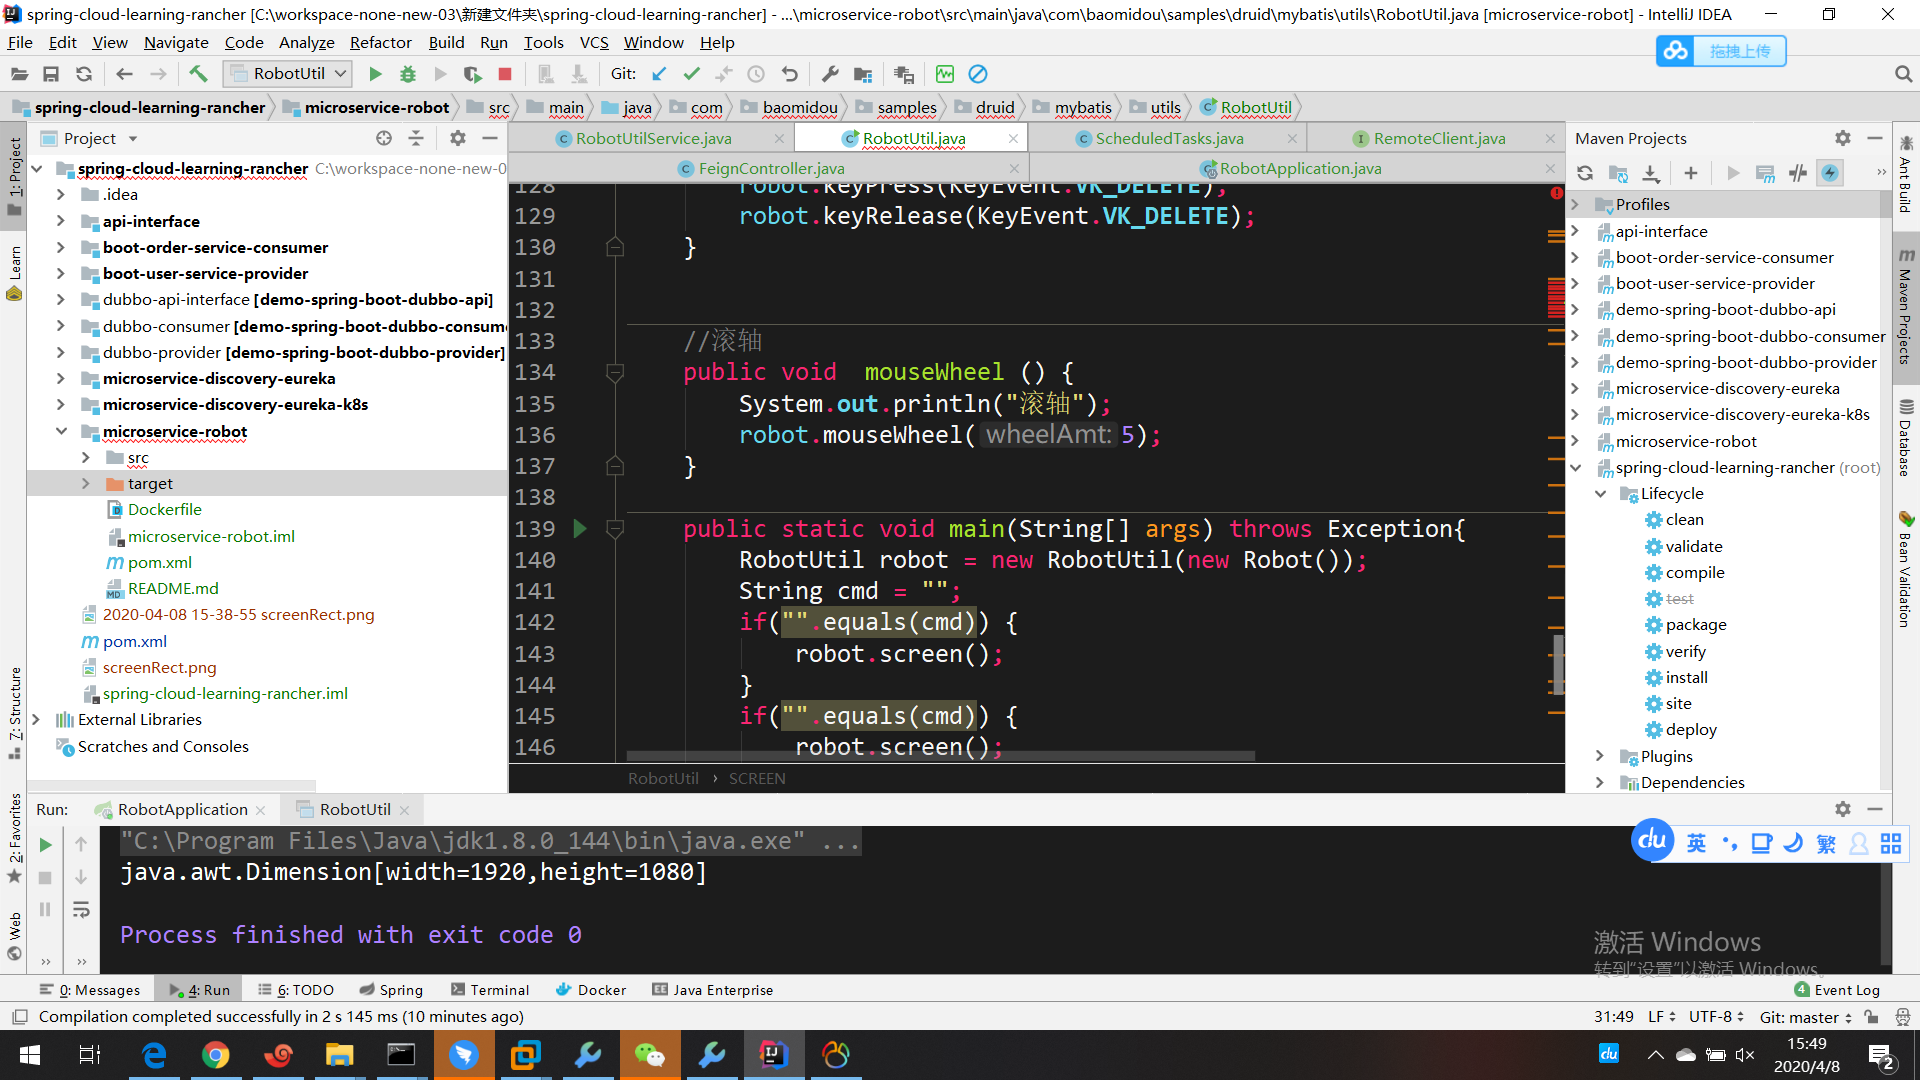 spring-cloud-learning-rancher [C:\workspace-none-new-03\新建文件夹\spring-cloud-learning-rancher] - ...\microservice-robot\src\main\java\com\baomidou\samples\druid\mybatis\utils\RobotUtil.java [microservice-robot] - IntelliJ IDEA
File Edit View Navigate Code Analyze Refactor Build Run Tools VCS Window Help
拖拽上传
RobotUtil Git:
spring-cloud-learning-rancher microservice-robot src main java com baomidou samples druid mybatis utils RobotUtil
Project
RobotUtilService.java RobotUtil.java ScheduledTasks.java RemoteClient.java
FeignController.java RobotApplication.java
Maven Projects
1: Project
Learn
7: Structure
2: Favorites
Web
spring-cloud-learning-rancher C:\workspace-none-new-0
.idea
api-interface
boot-order-service-consumer
boot-user-service-provider
dubbo-api-interface [demo-spring-boot-dubbo-api]
dubbo-consumer [demo-spring-boot-dubbo-consum
dubbo-provider [demo-spring-boot-dubbo-provider]
microservice-discovery-eureka
microservice-discovery-eureka-k8s
microservice-robot
src
target
Dockerfile
microservice-robot.iml
pom.xml
README.md
2020-04-08 15-38-55 screenRect.png
pom.xml
screenRect.png
spring-cloud-learning-rancher.iml
External Libraries
Scratches and Consoles
128 robot.keyPress(KeyEvent.VK_DELETE);
129 robot.keyRelease(KeyEvent.VK_DELETE);
130 }
131
132
133 //滚轴
134 public void  mouseWheel () {
135 System.out.println("滚轴");
136 robot.mouseWheel( wheelAmt: 5);
137 }
138
139 public static void main(String[] args) throws Exception{
140 RobotUtil robot = new RobotUtil(new Robot());
141 String cmd = "";
142 if("".equals(cmd)) {
143 robot.screen();
144 }
145 if("".equals(cmd)) {
146 robot.screen();
RobotUtil › SCREEN
Profiles
api-interface
boot-order-service-consumer
boot-user-service-provider
demo-spring-boot-dubbo-api
demo-spring-boot-dubbo-consumer
demo-spring-boot-dubbo-provider
microservice-discovery-eureka
microservice-discovery-eureka-k8s
microservice-robot
spring-cloud-learning-rancher (root)
Lifecycle
clean
validate
compile
test
package
verify
install
site
deploy
Plugins
Dependencies
Ant Build
Maven Projects
Database
Bean Validation
Run: RobotApplication RobotUtil
"C:\Program Files\Java\jdk1.8.0_144\bin\java.exe" ...
java.awt.Dimension[width=1920,height=1080]
Process finished with exit code 0
du 英 繁
激活 Windows
转到“设置”以激活 Windows。
0: Messages 4: Run 6: TODO Spring Terminal Docker Java Enterprise 4 Event Log
Compilation completed successfully in 2 s 145 ms (10 minutes ago) 31:49 LF UTF-8 Git: master
du 15:49
2020/4/8 2